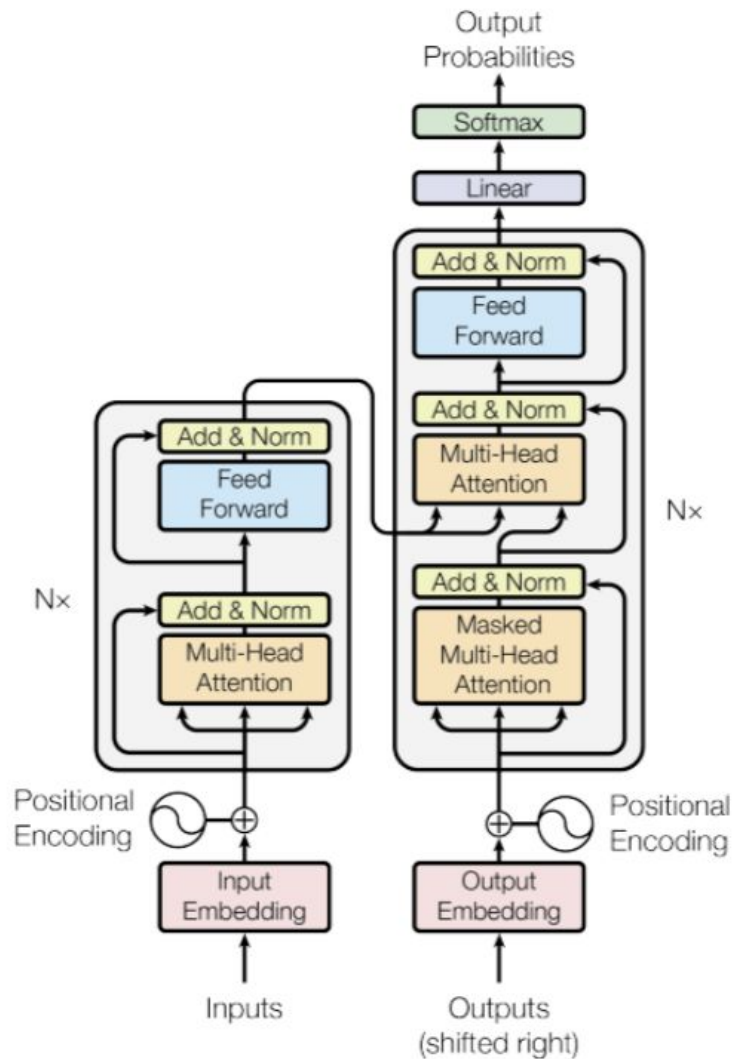 Output
Probabilities
Softmax
Linear
Add & Norm
Feed
Forward
Add & Norm
Multi-Head
Attention
Add & Norm
Masked
Multi-Head
Attention
Nx
Add & Norm
Feed
Forward
Add & Norm
Multi-Head
Attention
Nx
Positional
Encoding
Positional
Encoding
Input
Embedding
Output
Embedding
Inputs
Outputs
(shifted right)